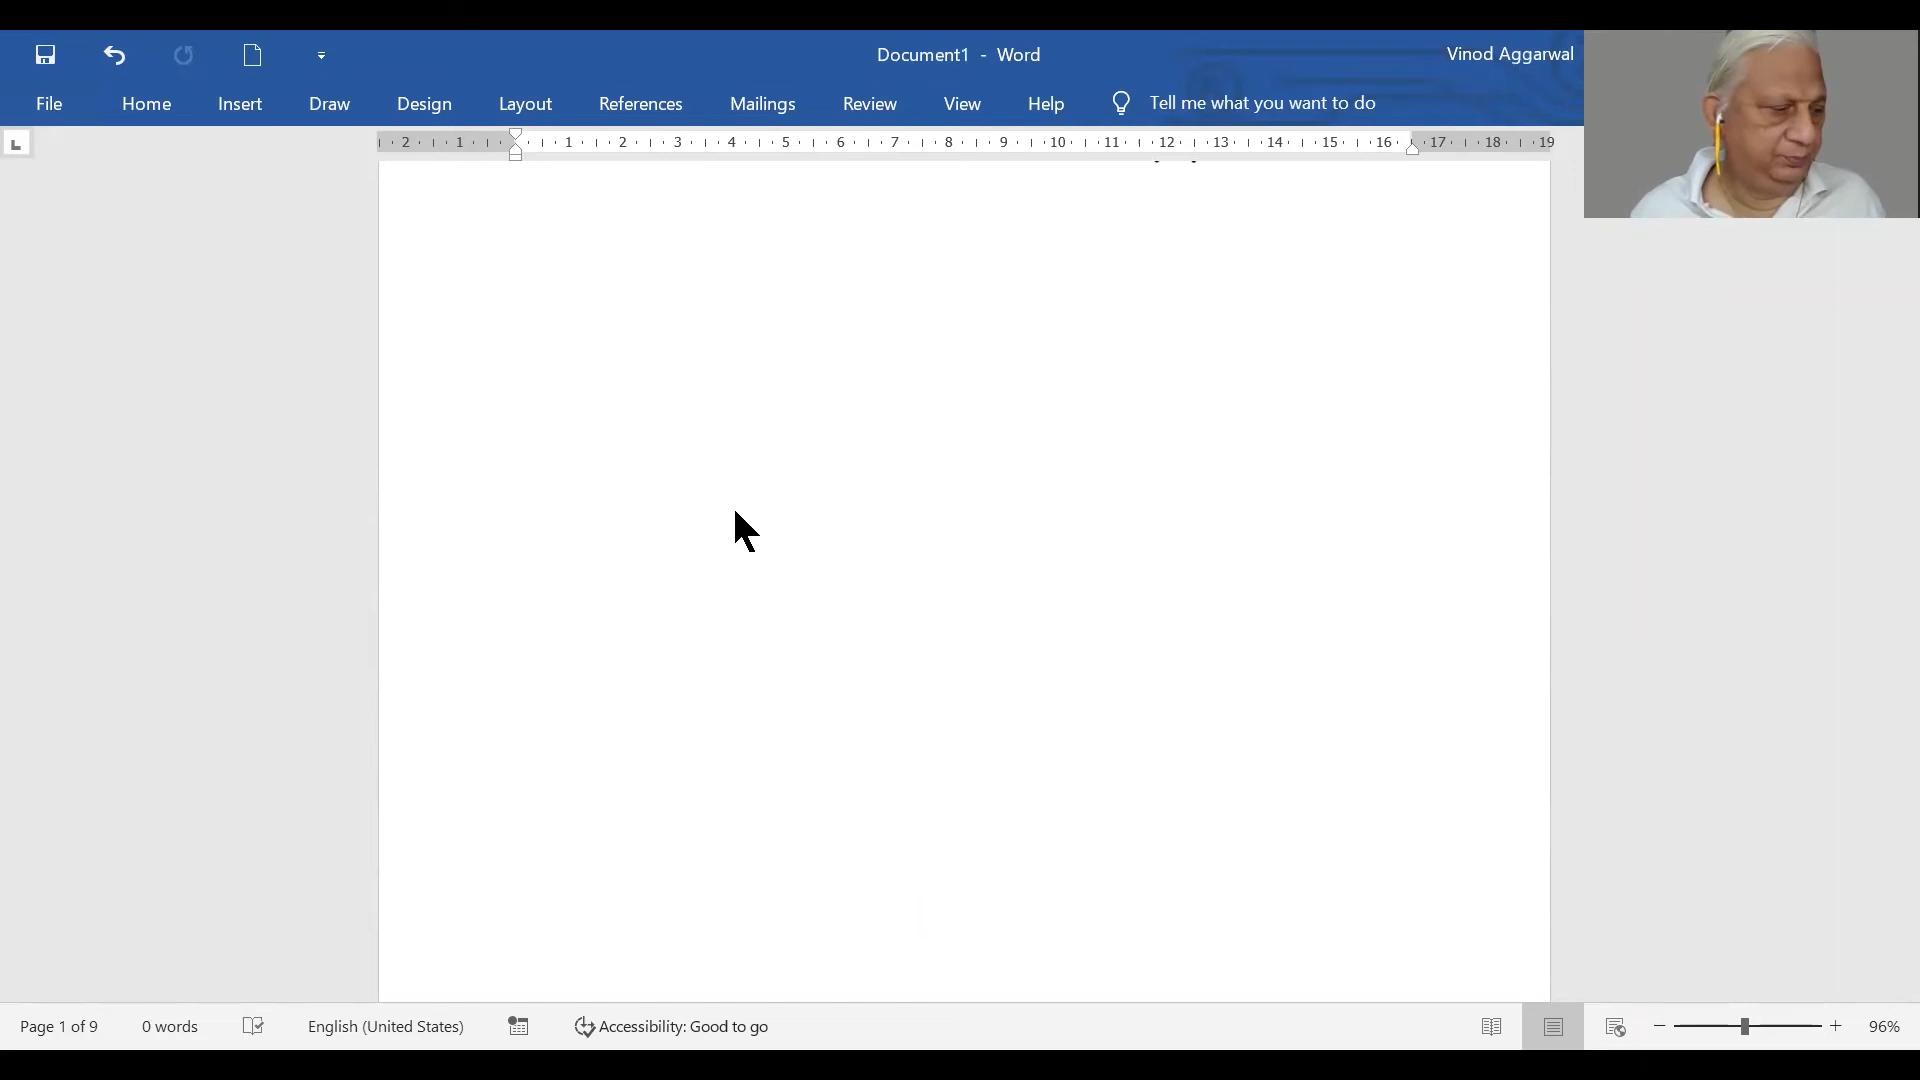 Document1 - Word
Vinod Aggarwal
File Home Insert Draw Design Layout References Mailings Review View Help Tell me what you want to do
2 1 1 2 3 4 5 6 7 8 9 10 11 12 13 14 15 16 17 18 19
Page 1 of 9 0 words English (United States) Accessibility: Good to go 96%